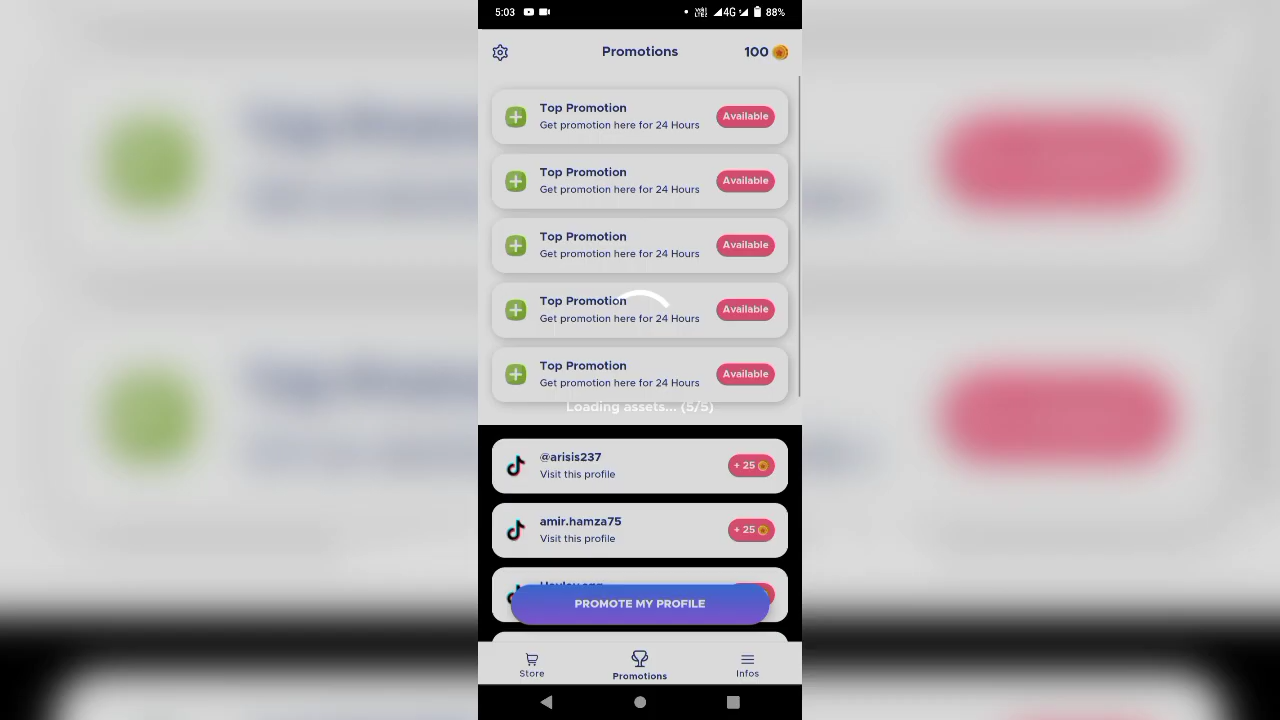 5:03
VoLTE2 4G 88%
Promotions
100
Top Promotion
Get promotion here for 24 Hours
Available
Top Promotion
Get promotion here for 24 Hours
Available
Top Promotion
Get promotion here for 24 Hours
Available
Top Promotion
Get promotion here for 24 Hours
Available
Top Promotion
Get promotion here for 24 Hours
Available
Loading assets... (5/5)
@arisis237
Visit this profile
+ 25
amir.hamza75
Visit this profile
+ 25
PROMOTE MY PROFILE
Store
Promotions
Infos